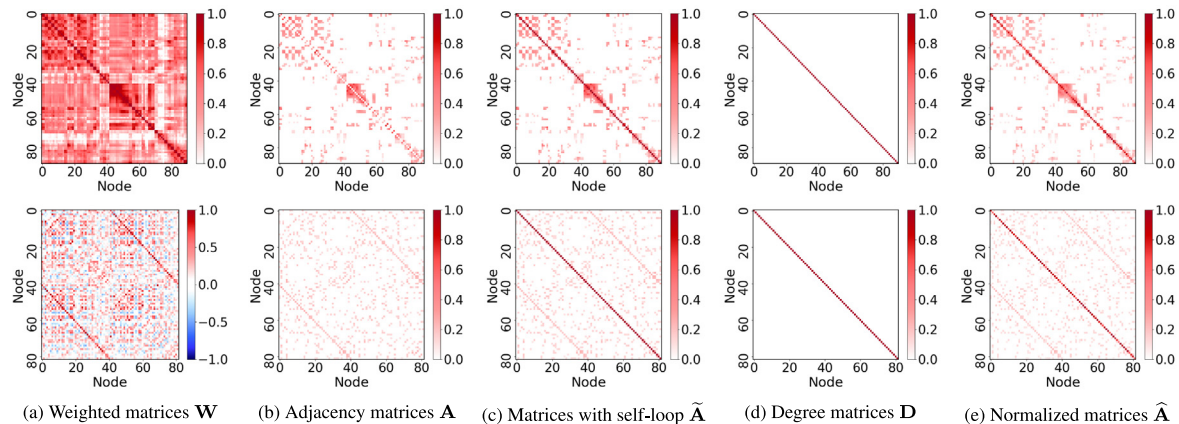 0 20 40 60 80
Node
0 20 40 60 80
Node
1.0 0.8 0.6 0.4 0.2 0.0
0 20 40 60 80
Node
0 20 40 60 80
Node
1.0 0.8 0.6 0.4 0.2 0.0
0 20 40 60 80
Node
0 20 40 60 80
Node
1.0 0.8 0.6 0.4 0.2 0.0
0 20 40 60 80
Node
0 20 40 60 80
Node
1.0 0.8 0.6 0.4 0.2 0.0
0 20 40 60 80
Node
0 20 40 60 80
Node
1.0 0.8 0.6 0.4 0.2 0.0
0 20 40 60 80
Node
0 20 40 60 80
Node
1.0 0.5 0.0 −0.5 −1.0
0 20 40 60 80
Node
0 20 40 60 80
Node
1.0 0.8 0.6 0.4 0.2 0.0
0 20 40 60 80
Node
0 20 40 60 80
Node
1.0 0.8 0.6 0.4 0.2 0.0
0 20 40 60 80
Node
0 20 40 60 80
Node
1.0 0.8 0.6 0.4 0.2 0.0
0 20 40 60 80
Node
0 20 40 60 80
Node
1.0 0.8 0.6 0.4 0.2 0.0
(a) Weighted matrices W
(b) Adjacency matrices A
(c) Matrices with self-loop Ã
(d) Degree matrices D
(e) Normalized matrices Â